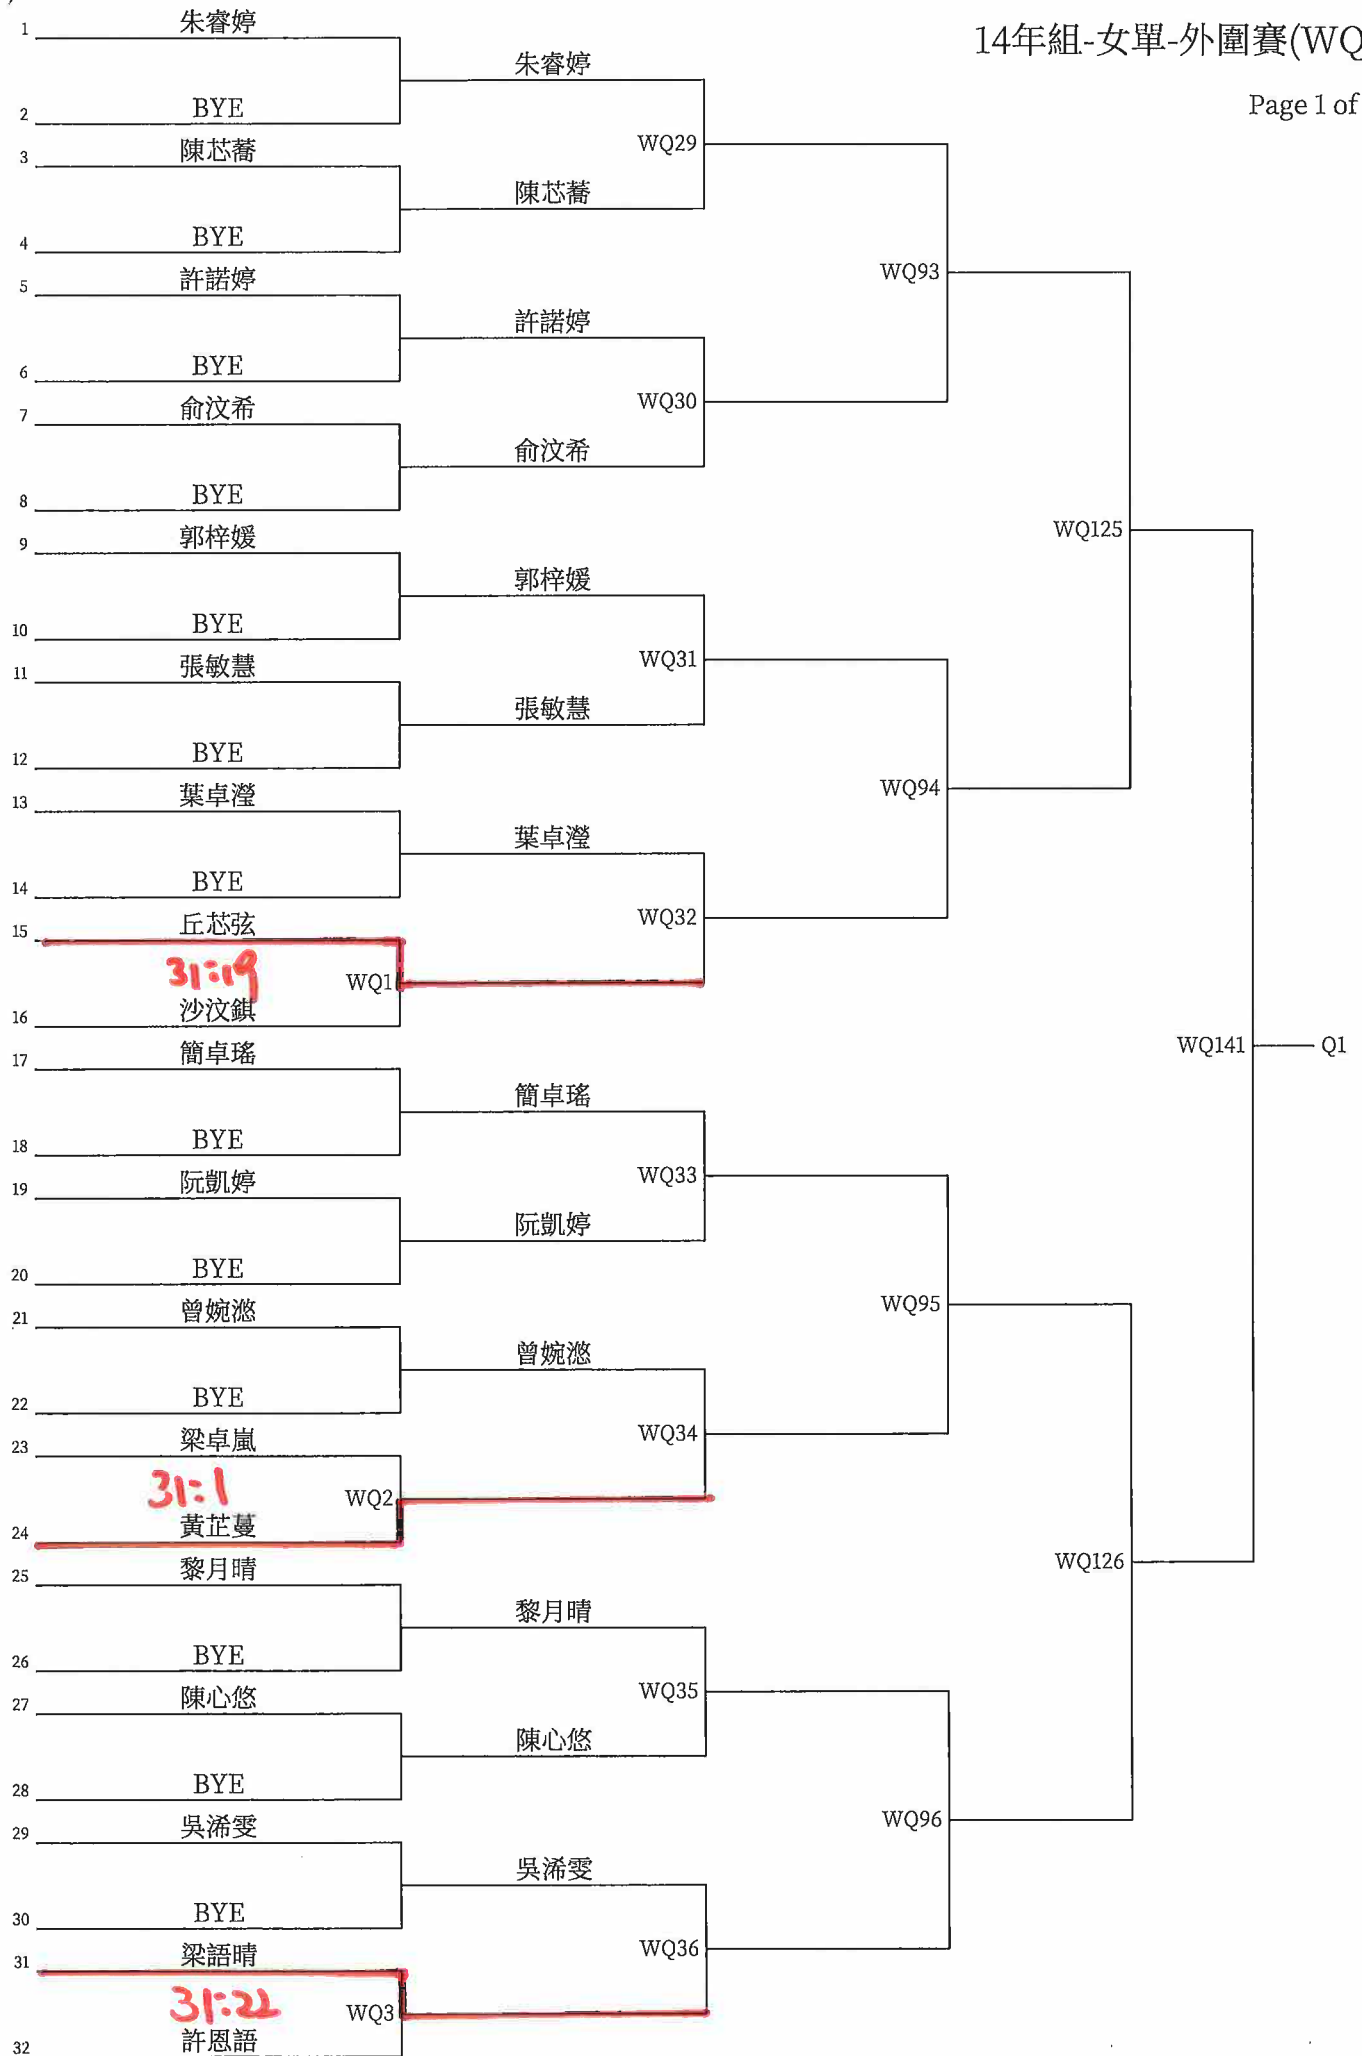 14年組-女單-外圍賽(WQ
Page 1 of
1 朱睿婷
朱睿婷
2 BYE
WQ29
3 陳芯蕎
陳芯蕎
4 BYE
WQ93
5 許諾婷
許諾婷
6 BYE
WQ30
7 俞汶希
俞汶希
8 BYE
WQ125
9 郭梓媛
郭梓媛
10 BYE
WQ31
11 張敏慧
張敏慧
12 BYE
WQ94
13 葉卓瀅
葉卓瀅
14 BYE
WQ32
15 丘芯弦
31:19 WQ1
16 沙汶錤
WQ141 Q1
17 簡卓瑤
簡卓瑤
18 BYE
WQ33
19 阮凱婷
阮凱婷
20 BYE
WQ95
21 曾婉滺
曾婉滺
22 BYE
WQ34
23 梁卓嵐
31:1 WQ2
24 黃芷蔓
WQ126
25 黎月晴
黎月晴
26 BYE
WQ35
27 陳心悠
陳心悠
28 BYE
WQ96
29 吳浠雯
吳浠雯
30 BYE
WQ36
31 梁語晴
31:22 WQ3
32 許恩語